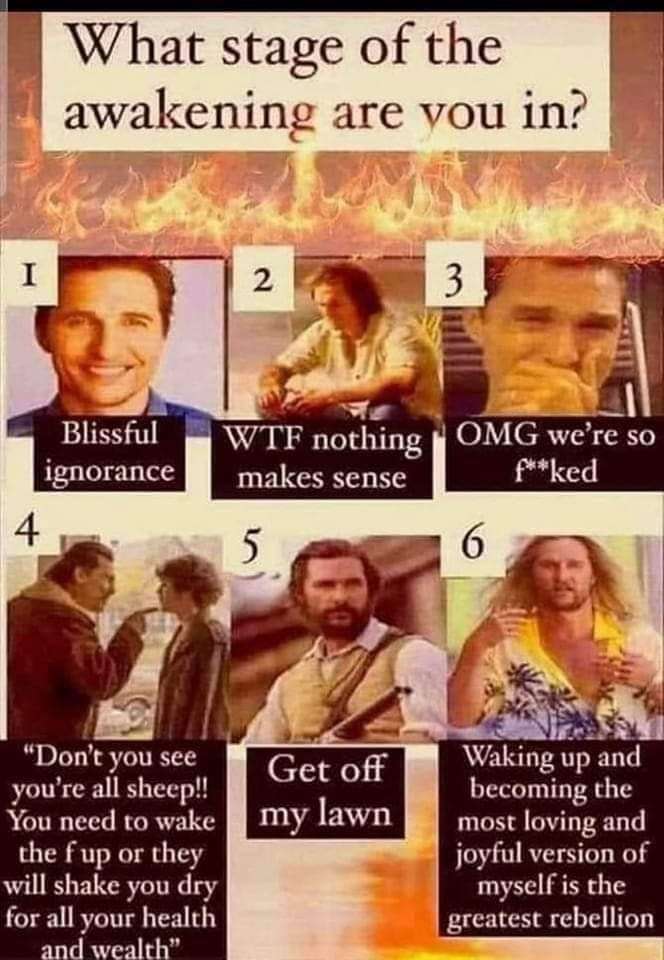 What stage of the
awakening are you in?
1
Blissful
ignorance
2
WTF nothing
makes sense
3
OMG we're so
f**ked
4
"Don't you see
you're all sheep!!
You need to wake
the f up or they
will shake you dry
for all your health
and wealth"
5
Get off
my lawn
6
Waking up and
becoming the
most loving and
joyful version of
myself is the
greatest rebellion